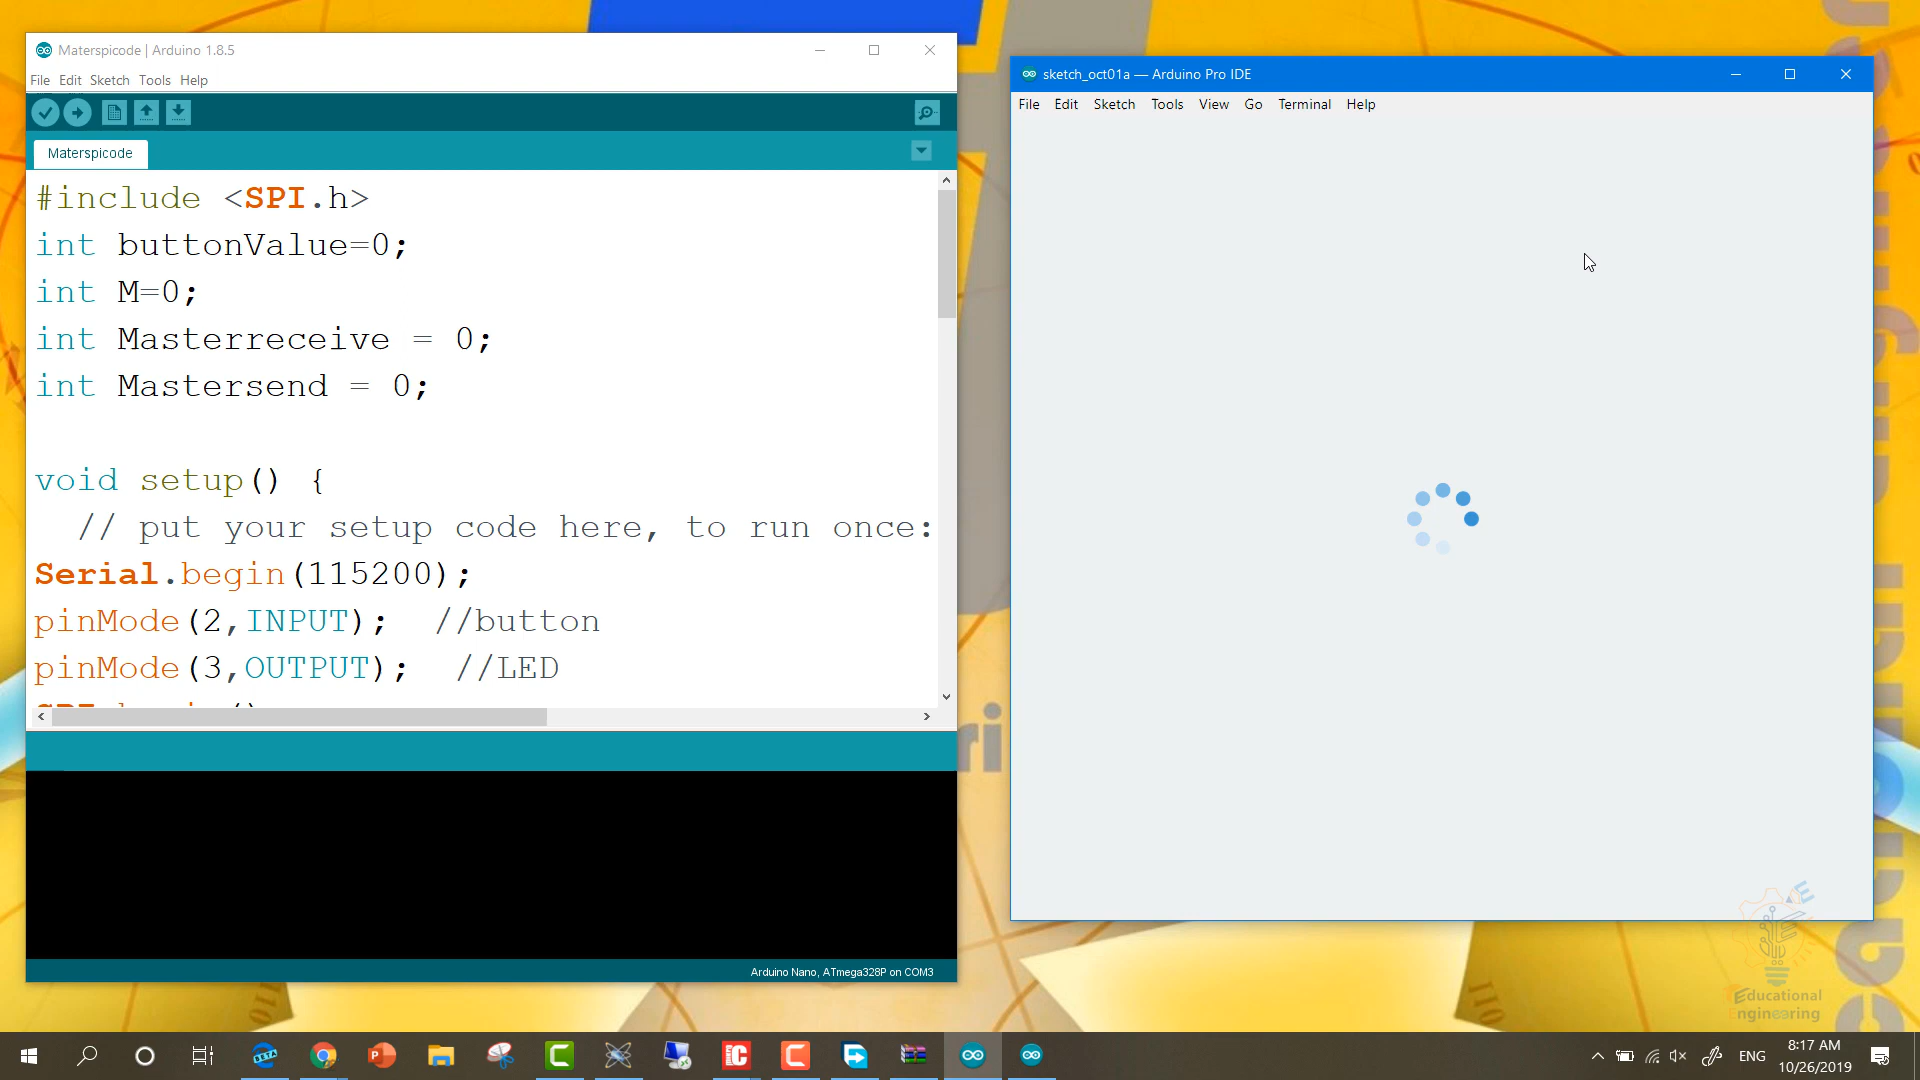 Materspicode | Arduino 1.8.5
File Edit Sketch Tools Help
Materspicode
#include <SPI.h>
int buttonValue=0;
int M=0;
int Masterreceive = 0;
int Mastersend = 0;
void setup() {
// put your setup code here, to run once:
Serial.begin(115200);
pinMode(2,INPUT);  //button
pinMode(3,OUTPUT);  //LED
Arduino Nano, ATmega328P on COM3
sketch_oct01a — Arduino Pro IDE
File Edit Sketch Tools View Go Terminal Help
Educational
Engineering
BETA
ENG
8:17 AM
10/26/2019